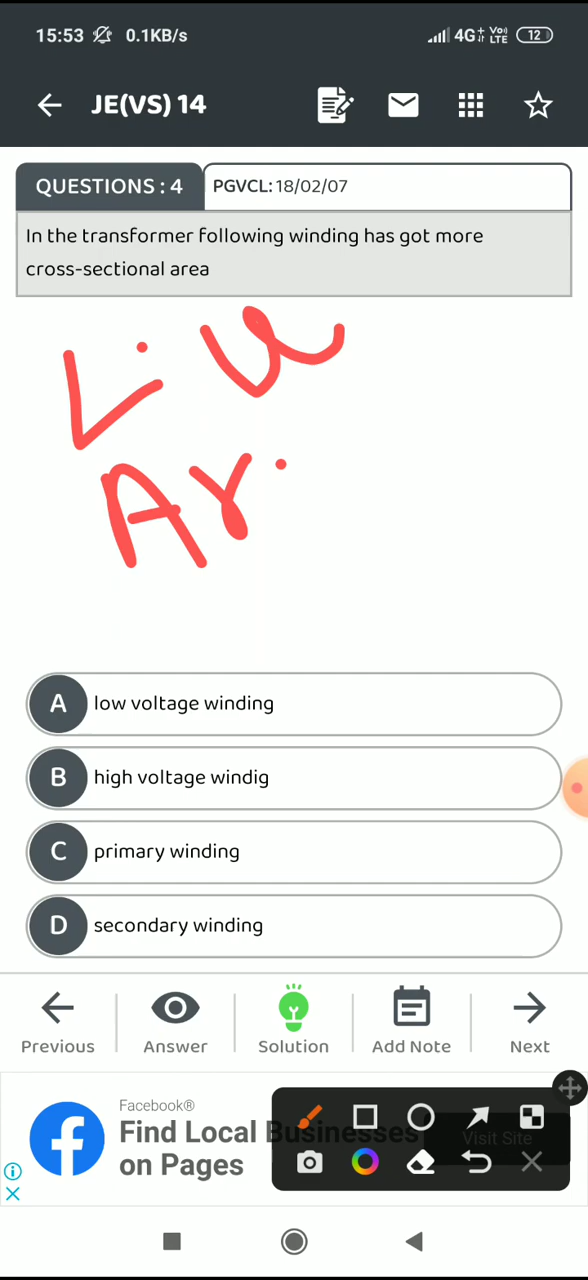 15:53 0.1KB/s 4G+ Vo) LTE 12
JE(VS) 14
QUESTIONS : 4 PGVCL: 18/02/07
In the transformer following winding has got more
cross-sectional area
A low voltage winding
B high voltage windig
C primary winding
D secondary winding
Previous Answer Solution Add Note Next
Facebook®
Find Local Businesses
on Pages
Visit Site